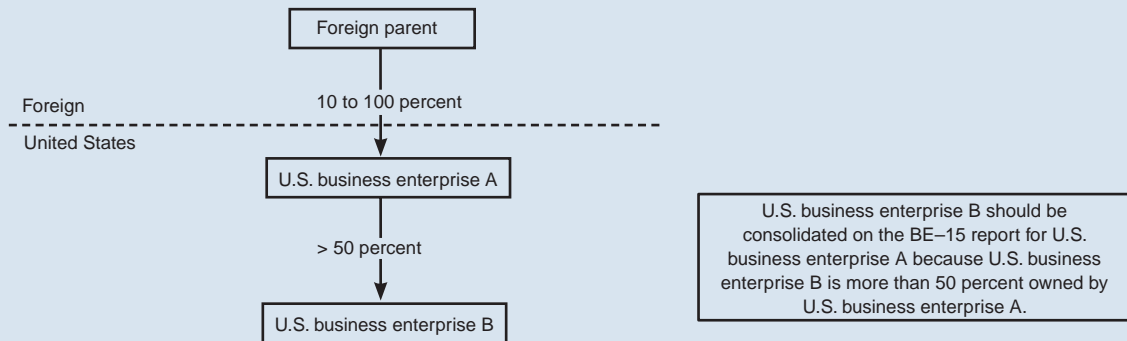 Foreign parent
10 to 100 percent
Foreign
United States
U.S. business enterprise A
> 50 percent
U.S. business enterprise B
U.S. business enterprise B should be
consolidated on the BE–15 report for U.S.
business enterprise A because U.S. business
enterprise B is more than 50 percent owned by
U.S. business enterprise A.